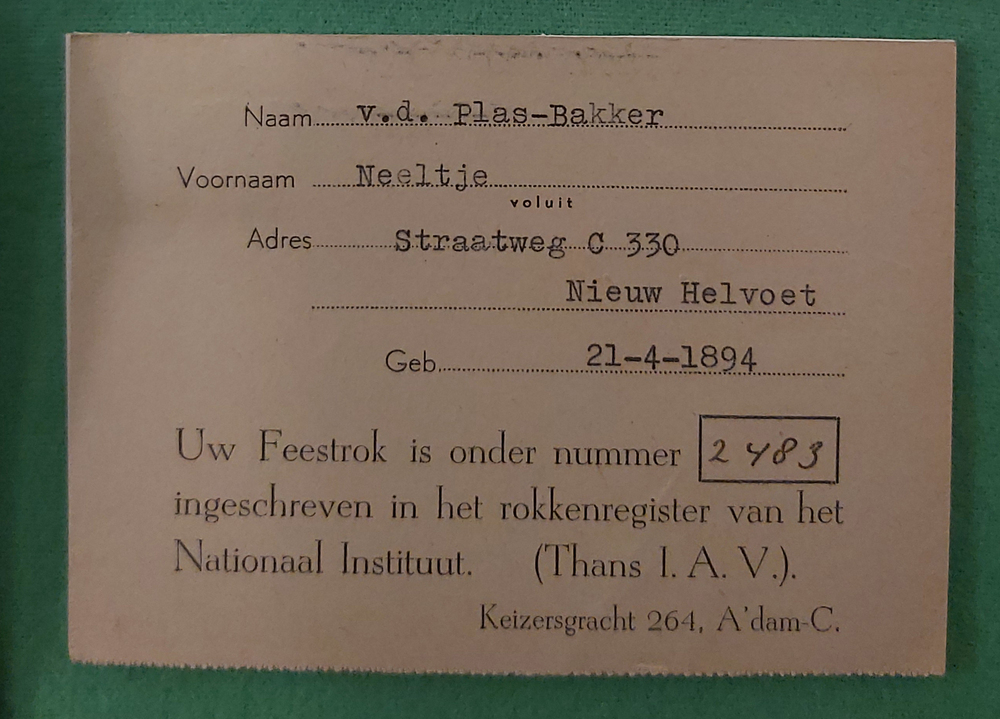 Naam v.d. Plas-Bakker
Voornaam Neeltje
voluit
Adres Straatweg C 330
Nieuw Helvoet
Geb. 21-4-1894
Uw Feestrok is onder nummer 2483
ingeschreven in het rokkenregister van het
Nationaal Instituut. (Thans I. A. V.).
Keizersgracht 264, A'dam-C.